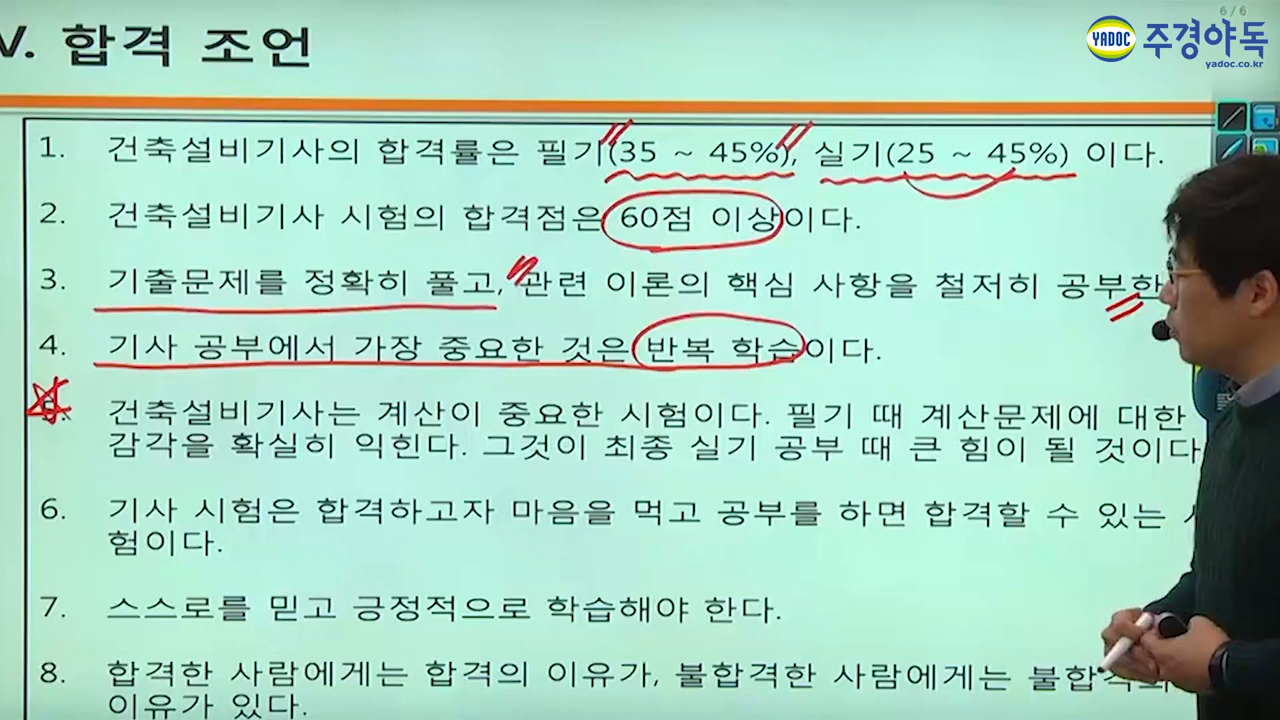 6 / 6
YADOC 주경야독
yadoc.co.kr
V. 합격 조언
1. 건축설비기사의 합격률은 필기(35 ~ 45%), 실기(25 ~ 45%) 이다.
2. 건축설비기사 시험의 합격점은 60점 이상이다.
3. 기출문제를 정확히 풀고, 관련 이론의 핵심 사항을 철저히 공부한
4. 기사 공부에서 가장 중요한 것은 반복 학습이다.
5. 건축설비기사는 계산이 중요한 시험이다. 필기 때 계산문제에 대한
감각을 확실히 익힌다. 그것이 최종 실기 공부 때 큰 힘이 될 것이다
6. 기사 시험은 합격하고자 마음을 먹고 공부를 하면 합격할 수 있는
험이다.
7. 스스로를 믿고 긍정적으로 학습해야 한다.
8. 합격한 사람에게는 합격의 이유가, 불합격한 사람에게는
이유가 있다.